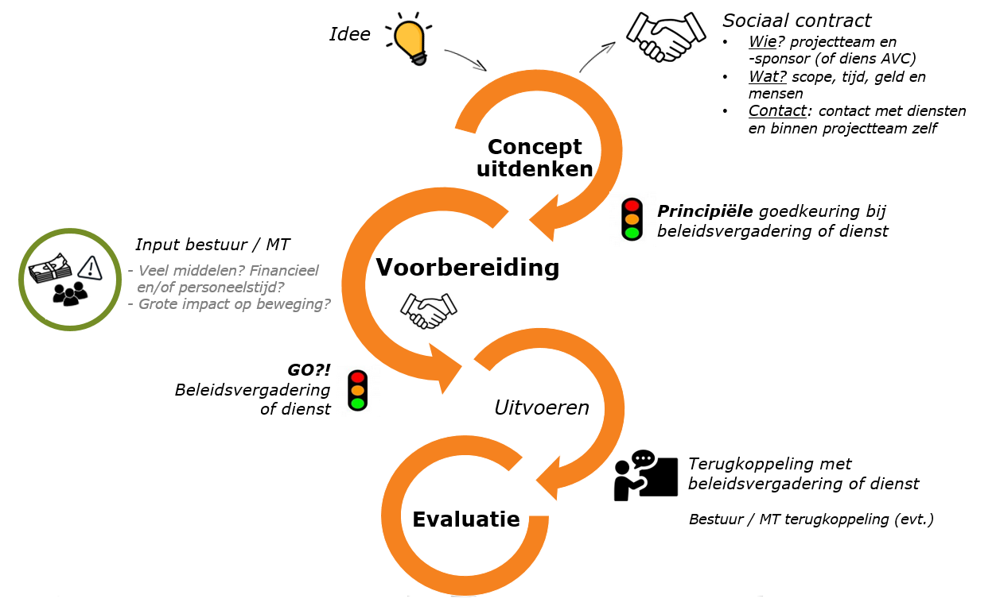 Idee
Sociaal contract
• Wie? projectteam en
-sponsor (of diens AVC)
• Wat? scope, tijd, geld en
mensen
• Contact: contact met diensten
en binnen projectteam zelf
Concept
uitdenken
Principiële goedkeuring bij
beleidsvergadering of dienst
Input bestuur / MT
- Veel middelen? Financieel
en/of personeelstijd?
- Grote impact op beweging?
Voorbereiding
GO?!
Beleidsvergadering
of dienst
Uitvoeren
Terugkoppeling met
beleidsvergadering of dienst
Bestuur / MT terugkoppeling (evt.)
Evaluatie